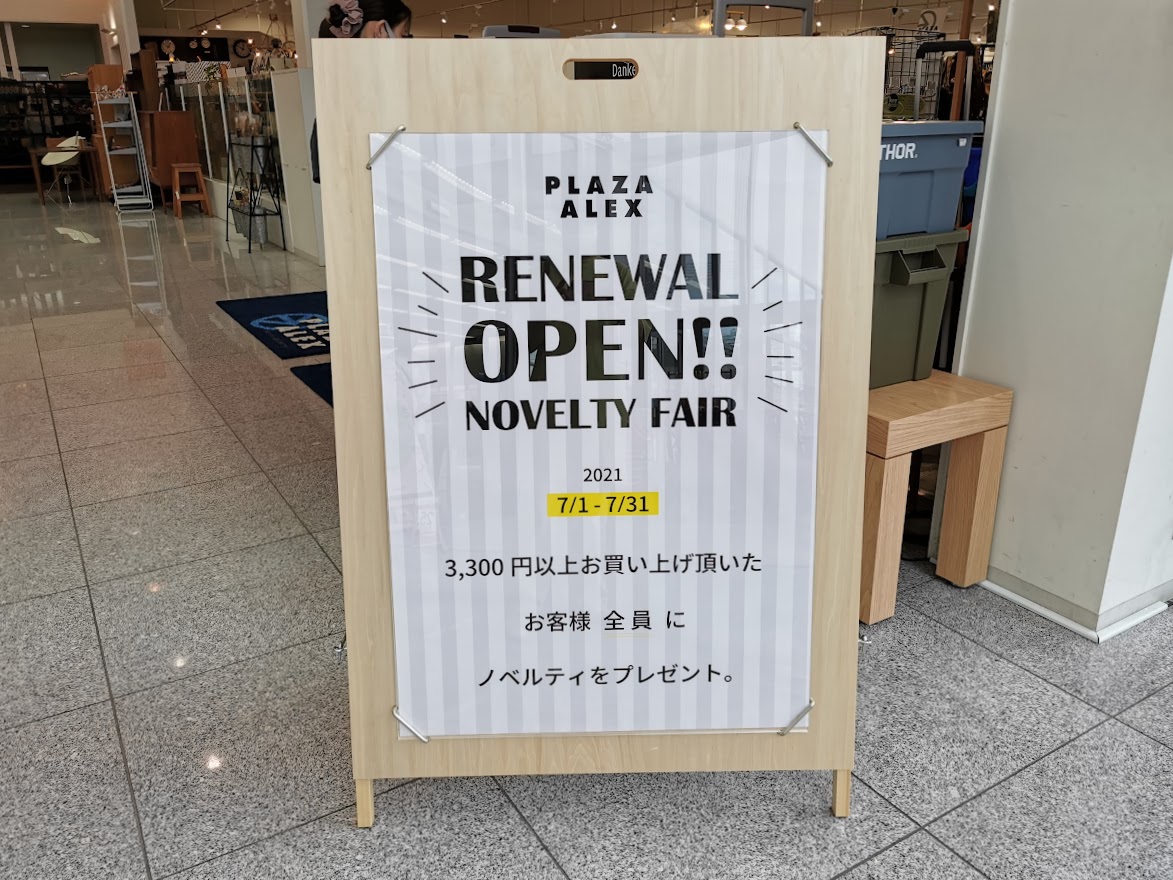 Danke
THOR.
PLAZA
ALEX
RENEWAL
OPEN!!
NOVELTY FAIR
2021
7/1 - 7/31
3,300 円以上お買い上げ頂いた
お客様 全員 に
ノベルティをプレゼント。
PLAZA
ALEX